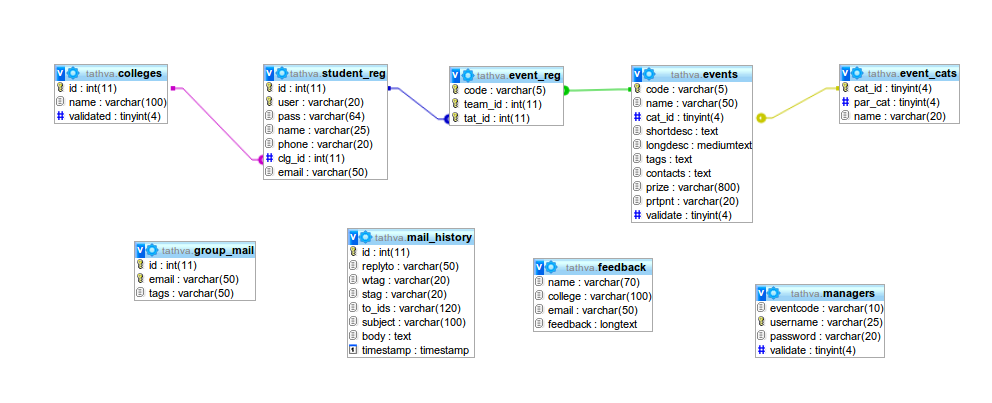 tathva.colleges
id : int(11)
name : varchar(100)
validated : tinyint(4)
tathva.student_reg
id : int(11)
user : varchar(20)
pass : varchar(64)
name : varchar(25)
phone : varchar(20)
clg_id : int(11)
email : varchar(50)
tathva.event_reg
code : varchar(5)
team_id : int(11)
tat_id : int(11)
tathva.events
code : varchar(5)
name : varchar(50)
cat_id : tinyint(4)
shortdesc : text
longdesc : mediumtext
tags : text
contacts : text
prize : varchar(800)
prtpnt : varchar(20)
validate : tinyint(4)
tathva.event_cats
cat_id : tinyint(4)
par_cat : tinyint(4)
name : varchar(20)
tathva.group_mail
id : int(11)
email : varchar(50)
tags : varchar(50)
tathva.mail_history
id : int(11)
replyto : varchar(50)
wtag : varchar(20)
stag : varchar(20)
to_ids : varchar(120)
subject : varchar(100)
body : text
timestamp : timestamp
tathva.feedback
name : varchar(70)
college : varchar(100)
email : varchar(50)
feedback : longtext
tathva.managers
eventcode : varchar(10)
username : varchar(25)
password : varchar(20)
validate : tinyint(4)